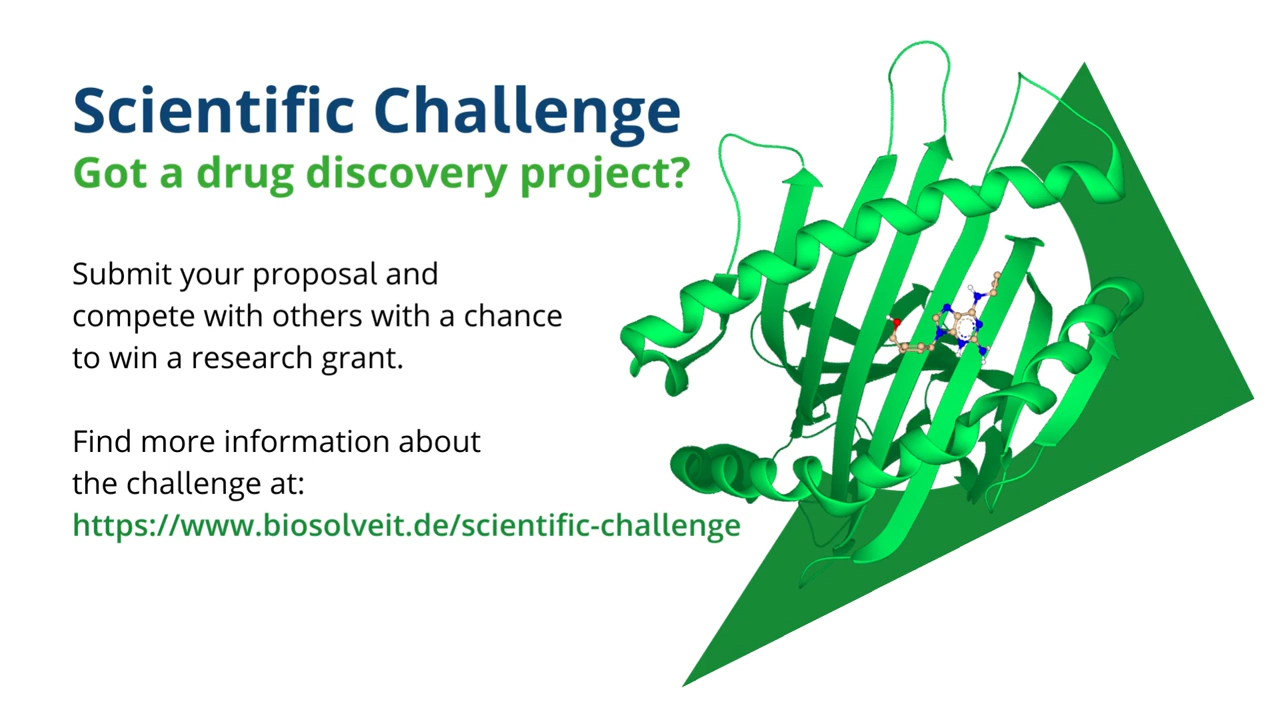 Scientific Challenge
Got a drug discovery project?
Submit your proposal and
compete with others with a chance
to win a research grant.
Find more information about
the challenge at:
https://www.biosolveit.de/scientific-challenge